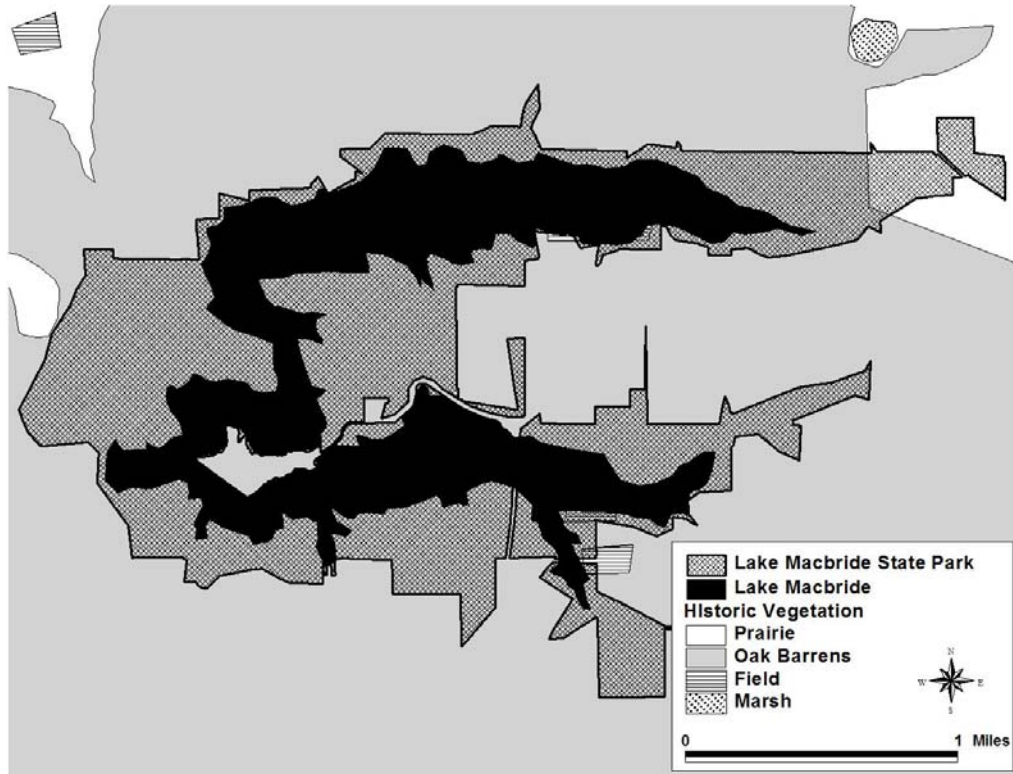 Lake Macbride State Park
Lake Macbride
Historic Vegetation
Prairie
Oak Barrens
Field
Marsh
N
W E
S
0 1 Miles